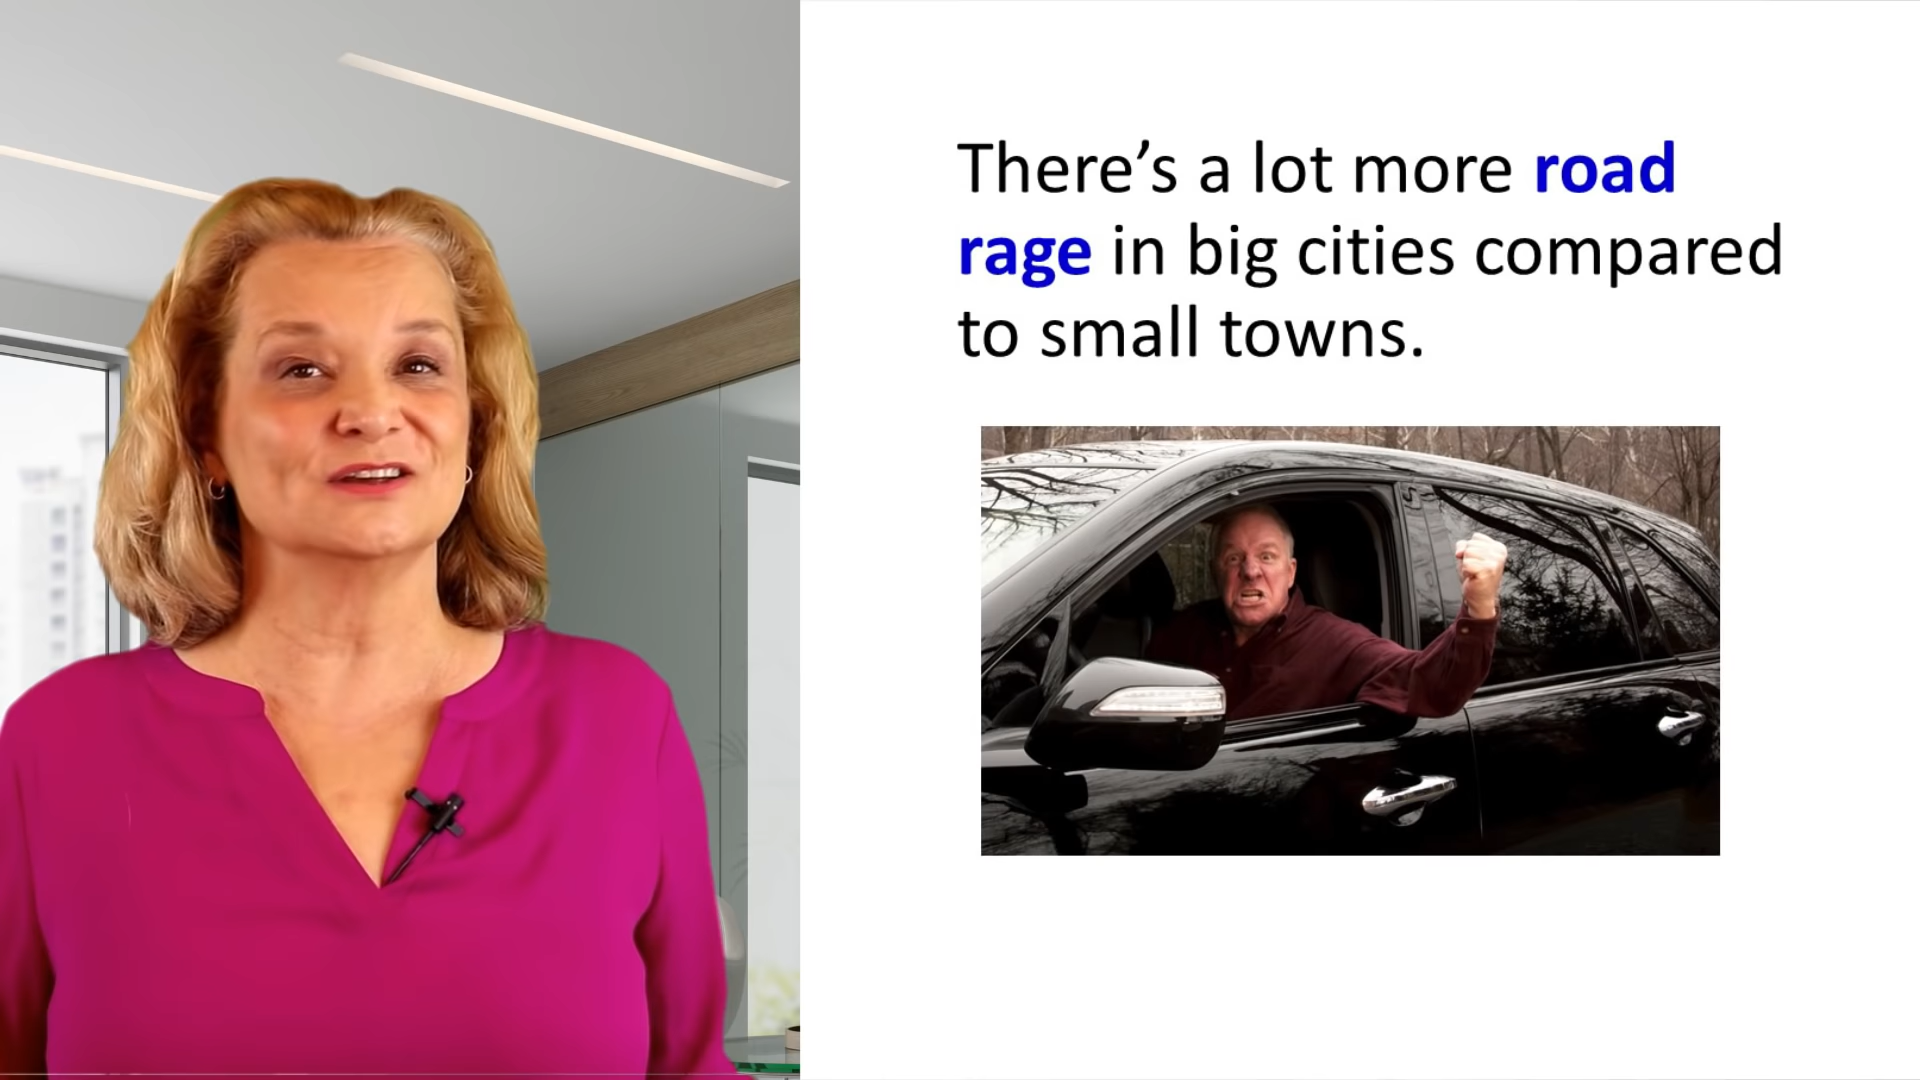 There’s a lot more road
rage in big cities compared
to small towns.